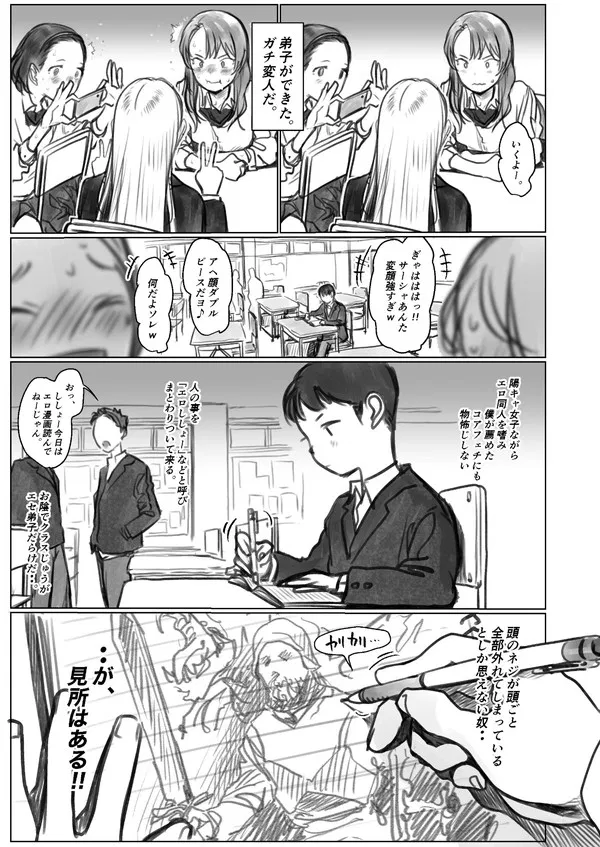 いくよー。
弟子ができた。
ガチ変人だ。
ぎゃははははっ!!
サーシャあんた
変顔強すぎw
アヘ顔ダブル
ピースだヨ♪
何だよソレw
陽キャ女子ながら
エロ同人を嗜み
僕が薦めた
コアフェチにも
物怖じしない
人の事を
「エロししょー」などと呼び
まとわりついて来る。
おっ、
ししょー今日は
エロ漫画読んで
ねーじゃん。
お陰でクラスじゅうが
エセ弟子だらけだ‥。
頭のネジが頭ごと
全部外れてしまっている
としか思えない奴‥
カリカリ…
‥が、
見所はある!!